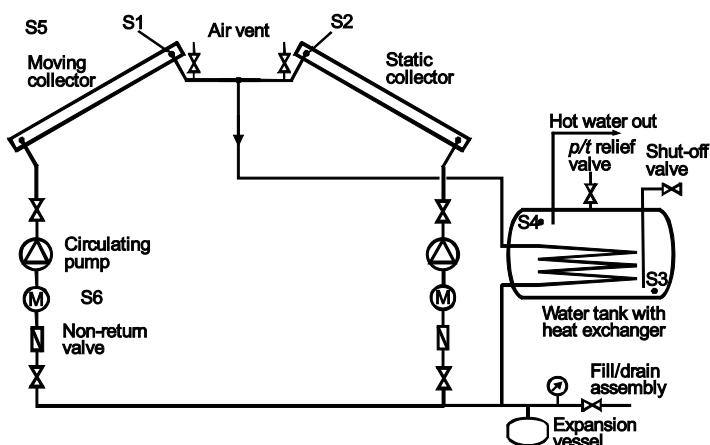 S5
S1
Air vent
S2
Moving
collector
Static
collector
Hot water out
p/t relief
valve
Shut-off
valve
S4
S3
Circulating
pump
M
S6
M
Non-return
valve
Water tank with
heat exchanger
Fill/drain
assembly
Expansion
vessel